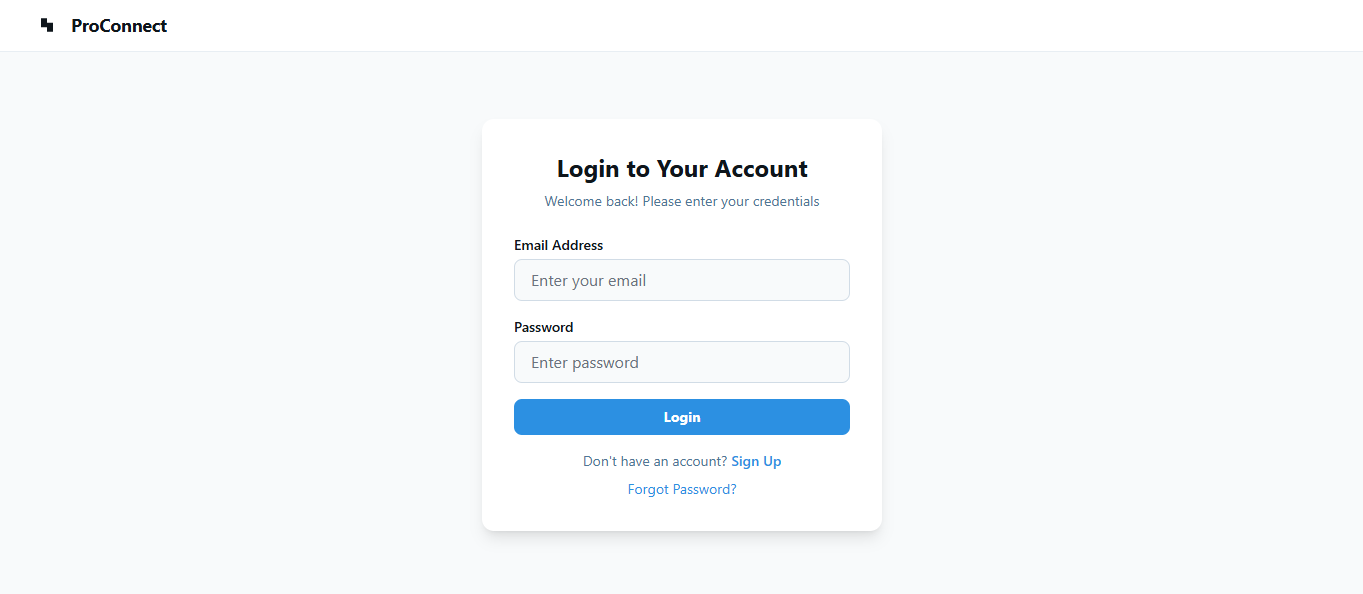 ProConnect
Login to Your Account
Welcome back! Please enter your credentials
Email Address
Enter your email
Password
Enter password
Login
Don't have an account? Sign Up
Forgot Password?